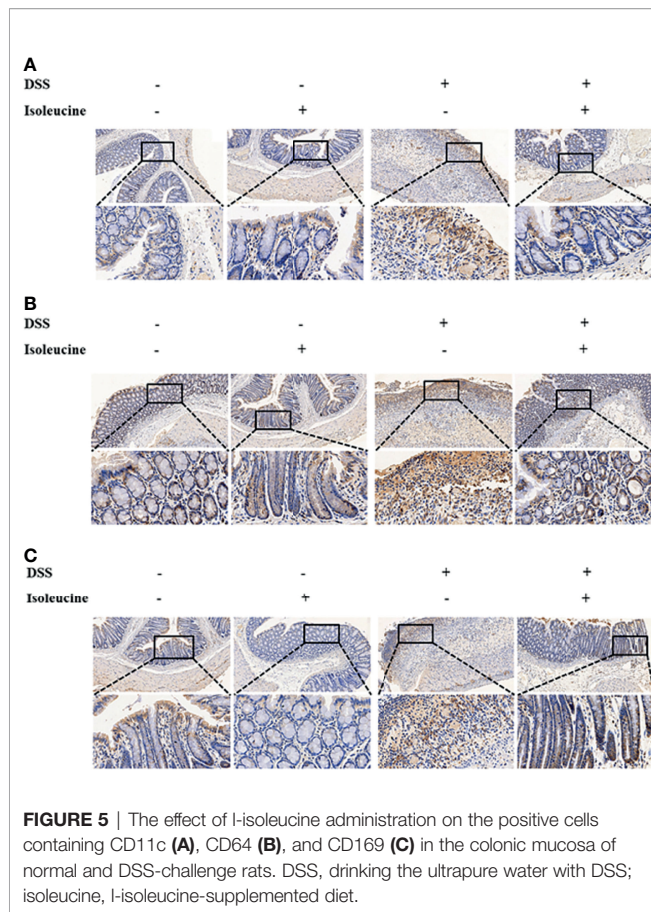 A
DSS - - + +
Isoleucine - + - +
B
DSS - - + +
Isoleucine - + - +
C
DSS - - + +
Isoleucine - + - +
FIGURE 5 | The effect of l-isoleucine administration on the positive cells
containing CD11c (A), CD64 (B), and CD169 (C) in the colonic mucosa of
normal and DSS-challenge rats. DSS, drinking the ultrapure water with DSS;
isoleucine, l-isoleucine-supplemented diet.